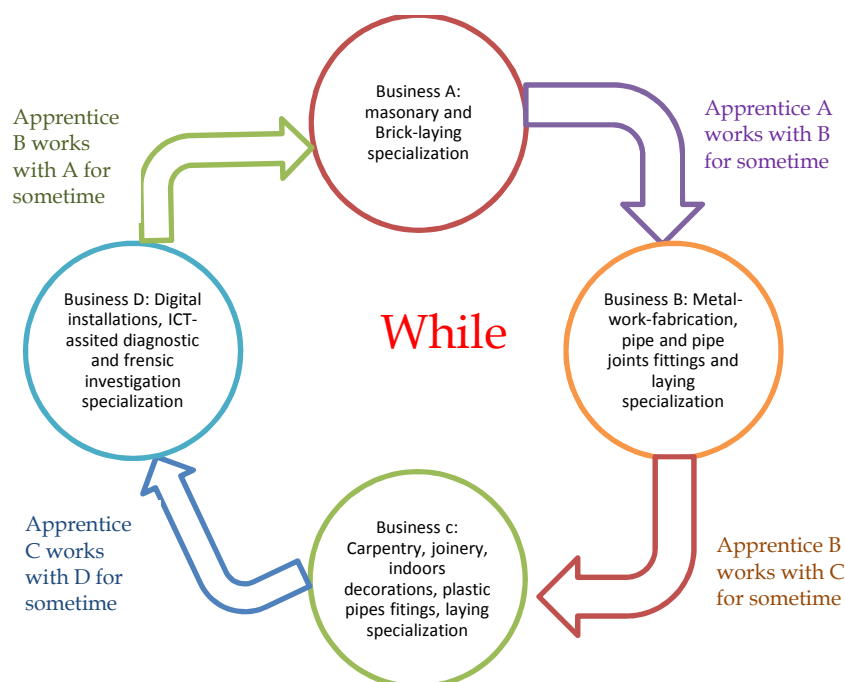 Business A:
masonary and
Brick-laying
specialization
Apprentice
B works
with A for
sometime
Apprentice A
works with B
for sometime
Business D: Digital
installations, ICT-
assited diagnostic
and frensic
investigation
specialization
While
Business B: Metal-
work-fabrication,
pipe and pipe
joints fittings and
laying
specialization
Apprentice
C works
with D for
sometime
Business c:
Carpentry, joinery,
indoors
decorations, plastic
pipes fitings, laying
specialization
Apprentice B
works with C
for sometime